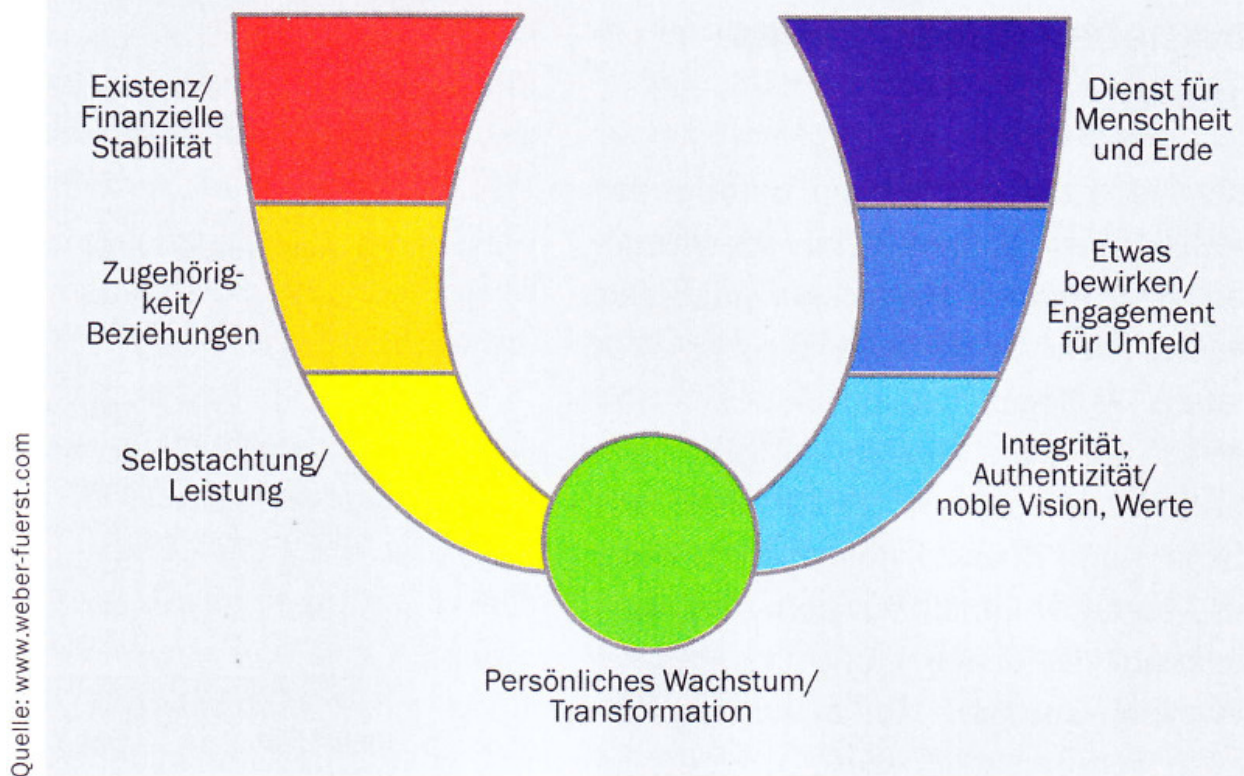 Existenz/
Finanzielle
Stabilität
Zugehörig-
keit/
Beziehungen
Selbstachtung/
Leistung
Persönliches Wachstum/
Transformation
Integrität,
Authentizität/
noble Vision, Werte
Etwas
bewirken/
Engagement
für Umfeld
Dienst für
Menschheit
und Erde
Quelle: www.weber-fuerst.com